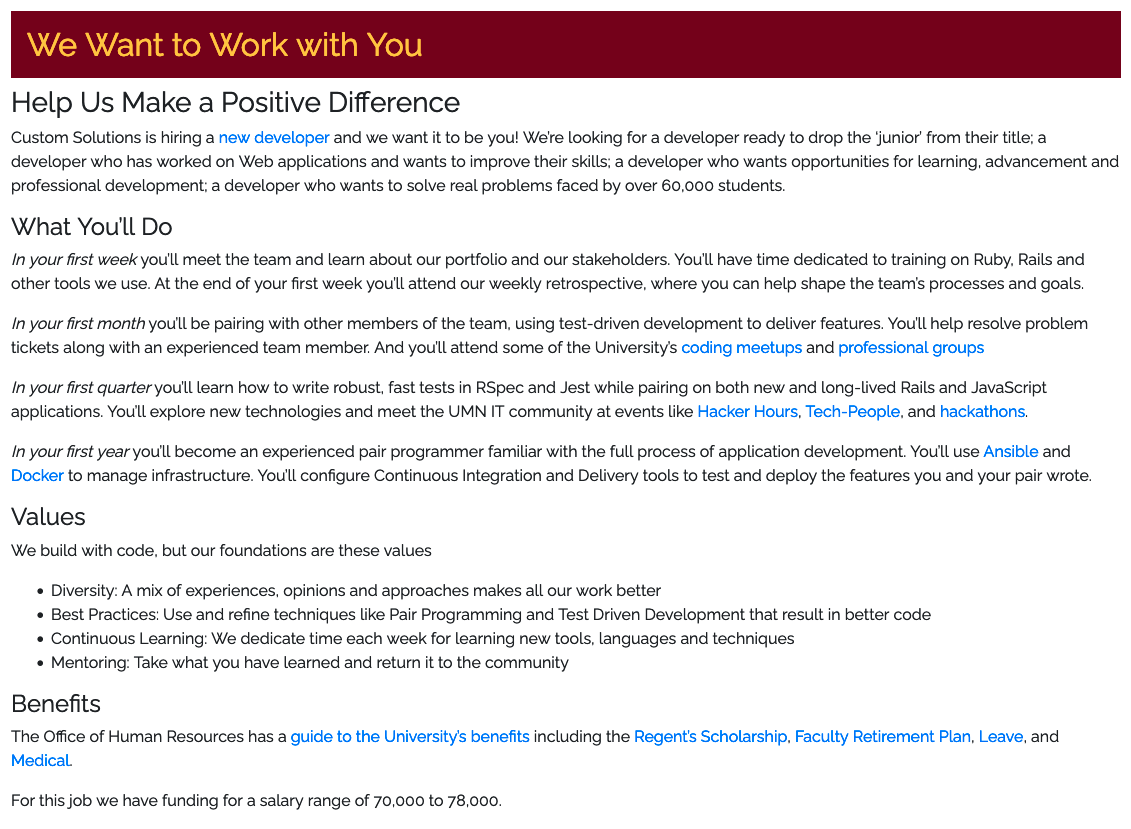 We Want to Work with You
Help Us Make a Positive Difference
Custom Solutions is hiring a new developer and we want it to be you! We’re looking for a developer ready to drop the ‘junior’ from their title; a
developer who has worked on Web applications and wants to improve their skills; a developer who wants opportunities for learning, advancement and
professional development; a developer who wants to solve real problems faced by over 60,000 students.
What You’ll Do
In your first week you’ll meet the team and learn about our portfolio and our stakeholders. You’ll have time dedicated to training on Ruby, Rails and
other tools we use. At the end of your first week you’ll attend our weekly retrospective, where you can help shape the team’s processes and goals.
In your first month you’ll be pairing with other members of the team, using test-driven development to deliver features. You’ll help resolve problem
tickets along with an experienced team member. And you’ll attend some of the University’s coding meetups and professional groups
In your first quarter you’ll learn how to write robust, fast tests in RSpec and Jest while pairing on both new and long-lived Rails and JavaScript
applications. You’ll explore new technologies and meet the UMN IT community at events like Hacker Hours, Tech-People, and hackathons.
In your first year you’ll become an experienced pair programmer familiar with the full process of application development. You’ll use Ansible and
Docker to manage infrastructure. You’ll configure Continuous Integration and Delivery tools to test and deploy the features you and your pair wrote.
Values
We build with code, but our foundations are these values
• Diversity: A mix of experiences, opinions and approaches makes all our work better
• Best Practices: Use and refine techniques like Pair Programming and Test Driven Development that result in better code
• Continuous Learning: We dedicate time each week for learning new tools, languages and techniques
• Mentoring: Take what you have learned and return it to the community
Benefits
The Office of Human Resources has a guide to the University’s benefits including the Regent’s Scholarship, Faculty Retirement Plan, Leave, and
Medical.
For this job we have funding for a salary range of 70,000 to 78,000.